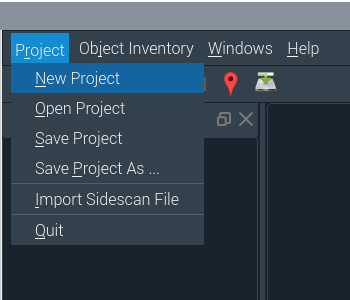 Project Object Inventory Windows Help
New Project
Open Project
Save Project
Save Project As ...
Import Sidescan File
Quit